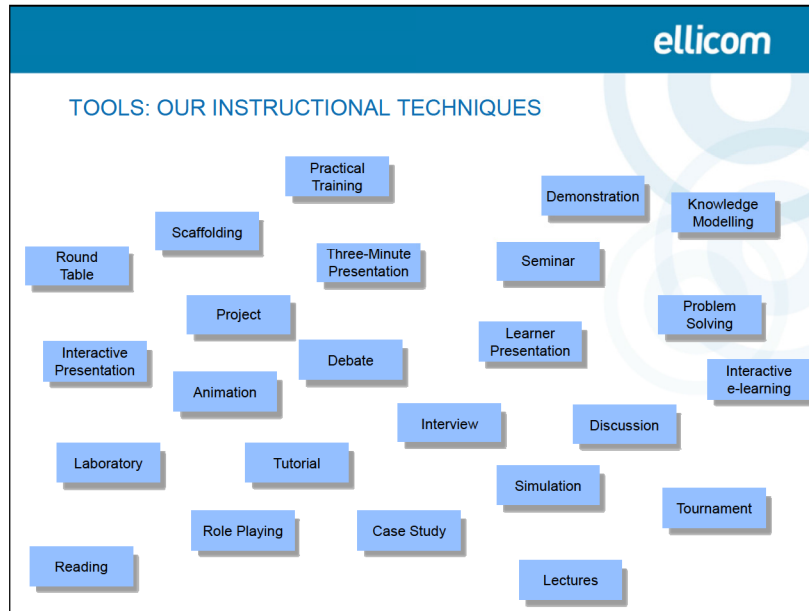 ellicom
TOOLS: OUR INSTRUCTIONAL TECHNIQUES
Practical
Training
Demonstration
Knowledge
Modelling
Scaffolding
Round
Table
Three-Minute
Presentation
Seminar
Project
Problem
Solving
Learner
Presentation
Interactive
Presentation
Debate
Interactive
e-learning
Animation
Interview
Discussion
Laboratory
Tutorial
Simulation
Tournament
Role Playing
Case Study
Reading
Lectures